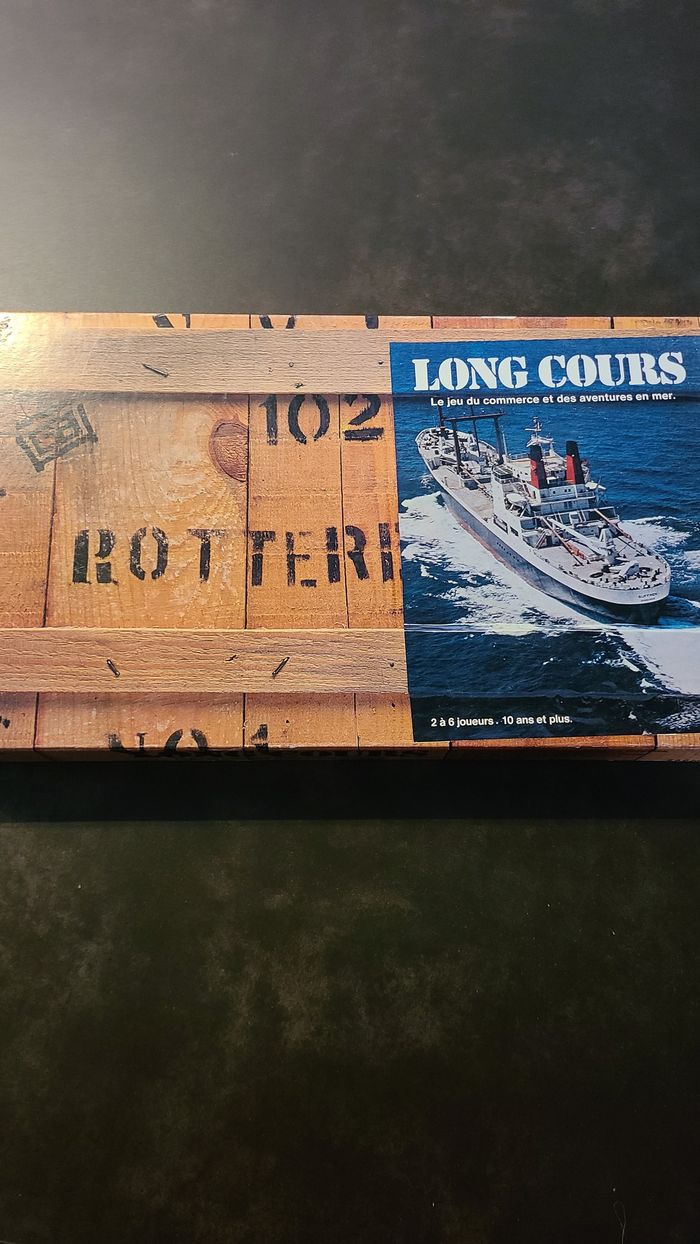 LONG COURS
Le jeu du commerce et des aventures en mer.
102
ROTTER
2 à 6 joueurs . 10 ans et plus.